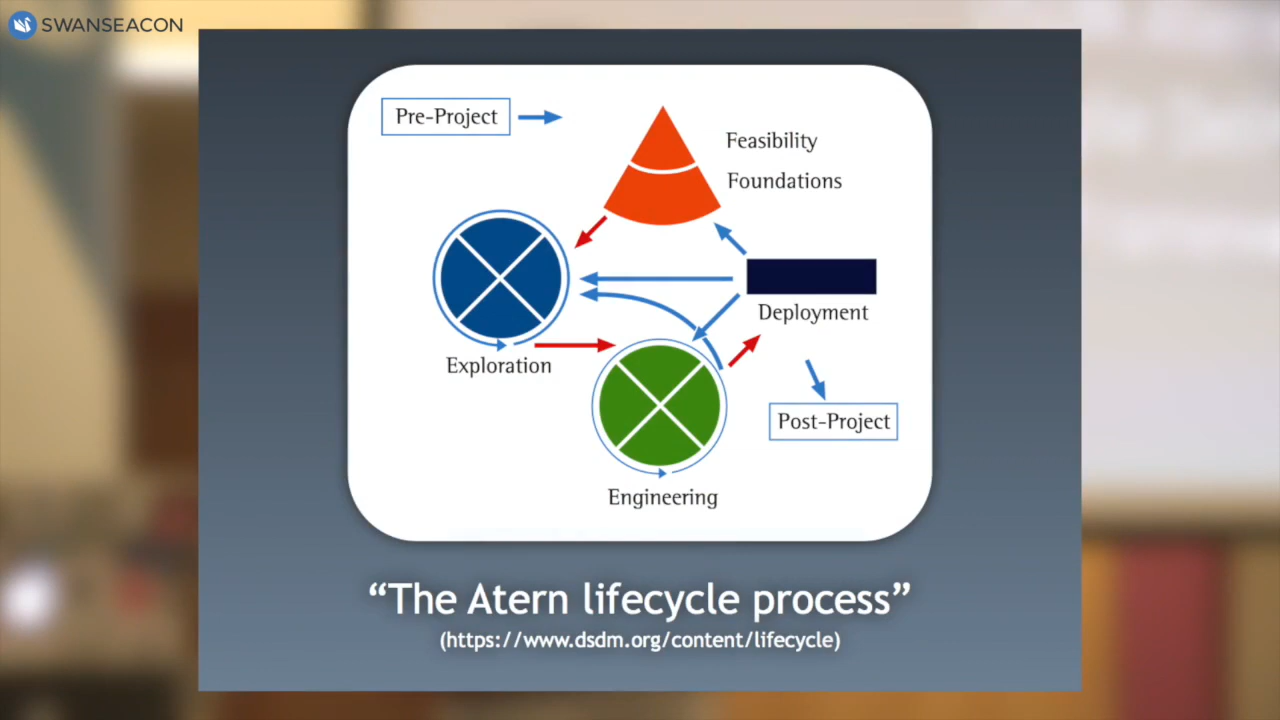 SWANSEACON
Pre-Project
Feasibility
Foundations
Deployment
Exploration
Post-Project
Engineering
“The Atern lifecycle process”
(https://www.dsdm.org/content/lifecycle)